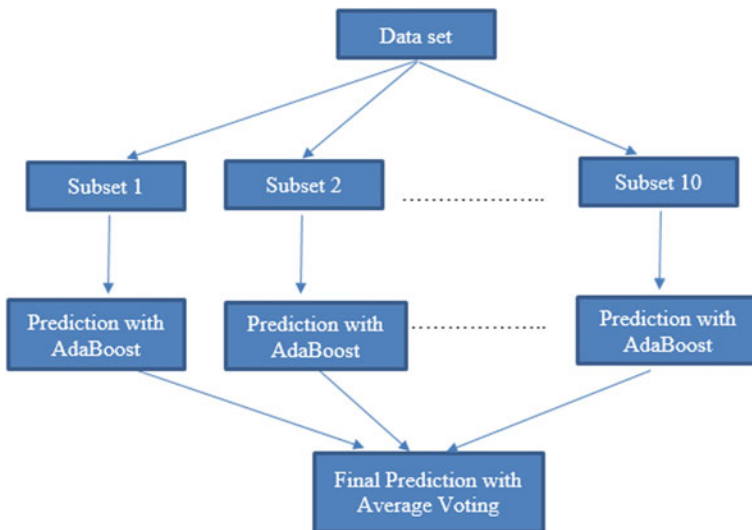 Data set
Subset 1
Subset 2
Subset 10
Prediction with
AdaBoost
Prediction with
AdaBoost
Prediction with
AdaBoost
Final Prediction with
Average Voting